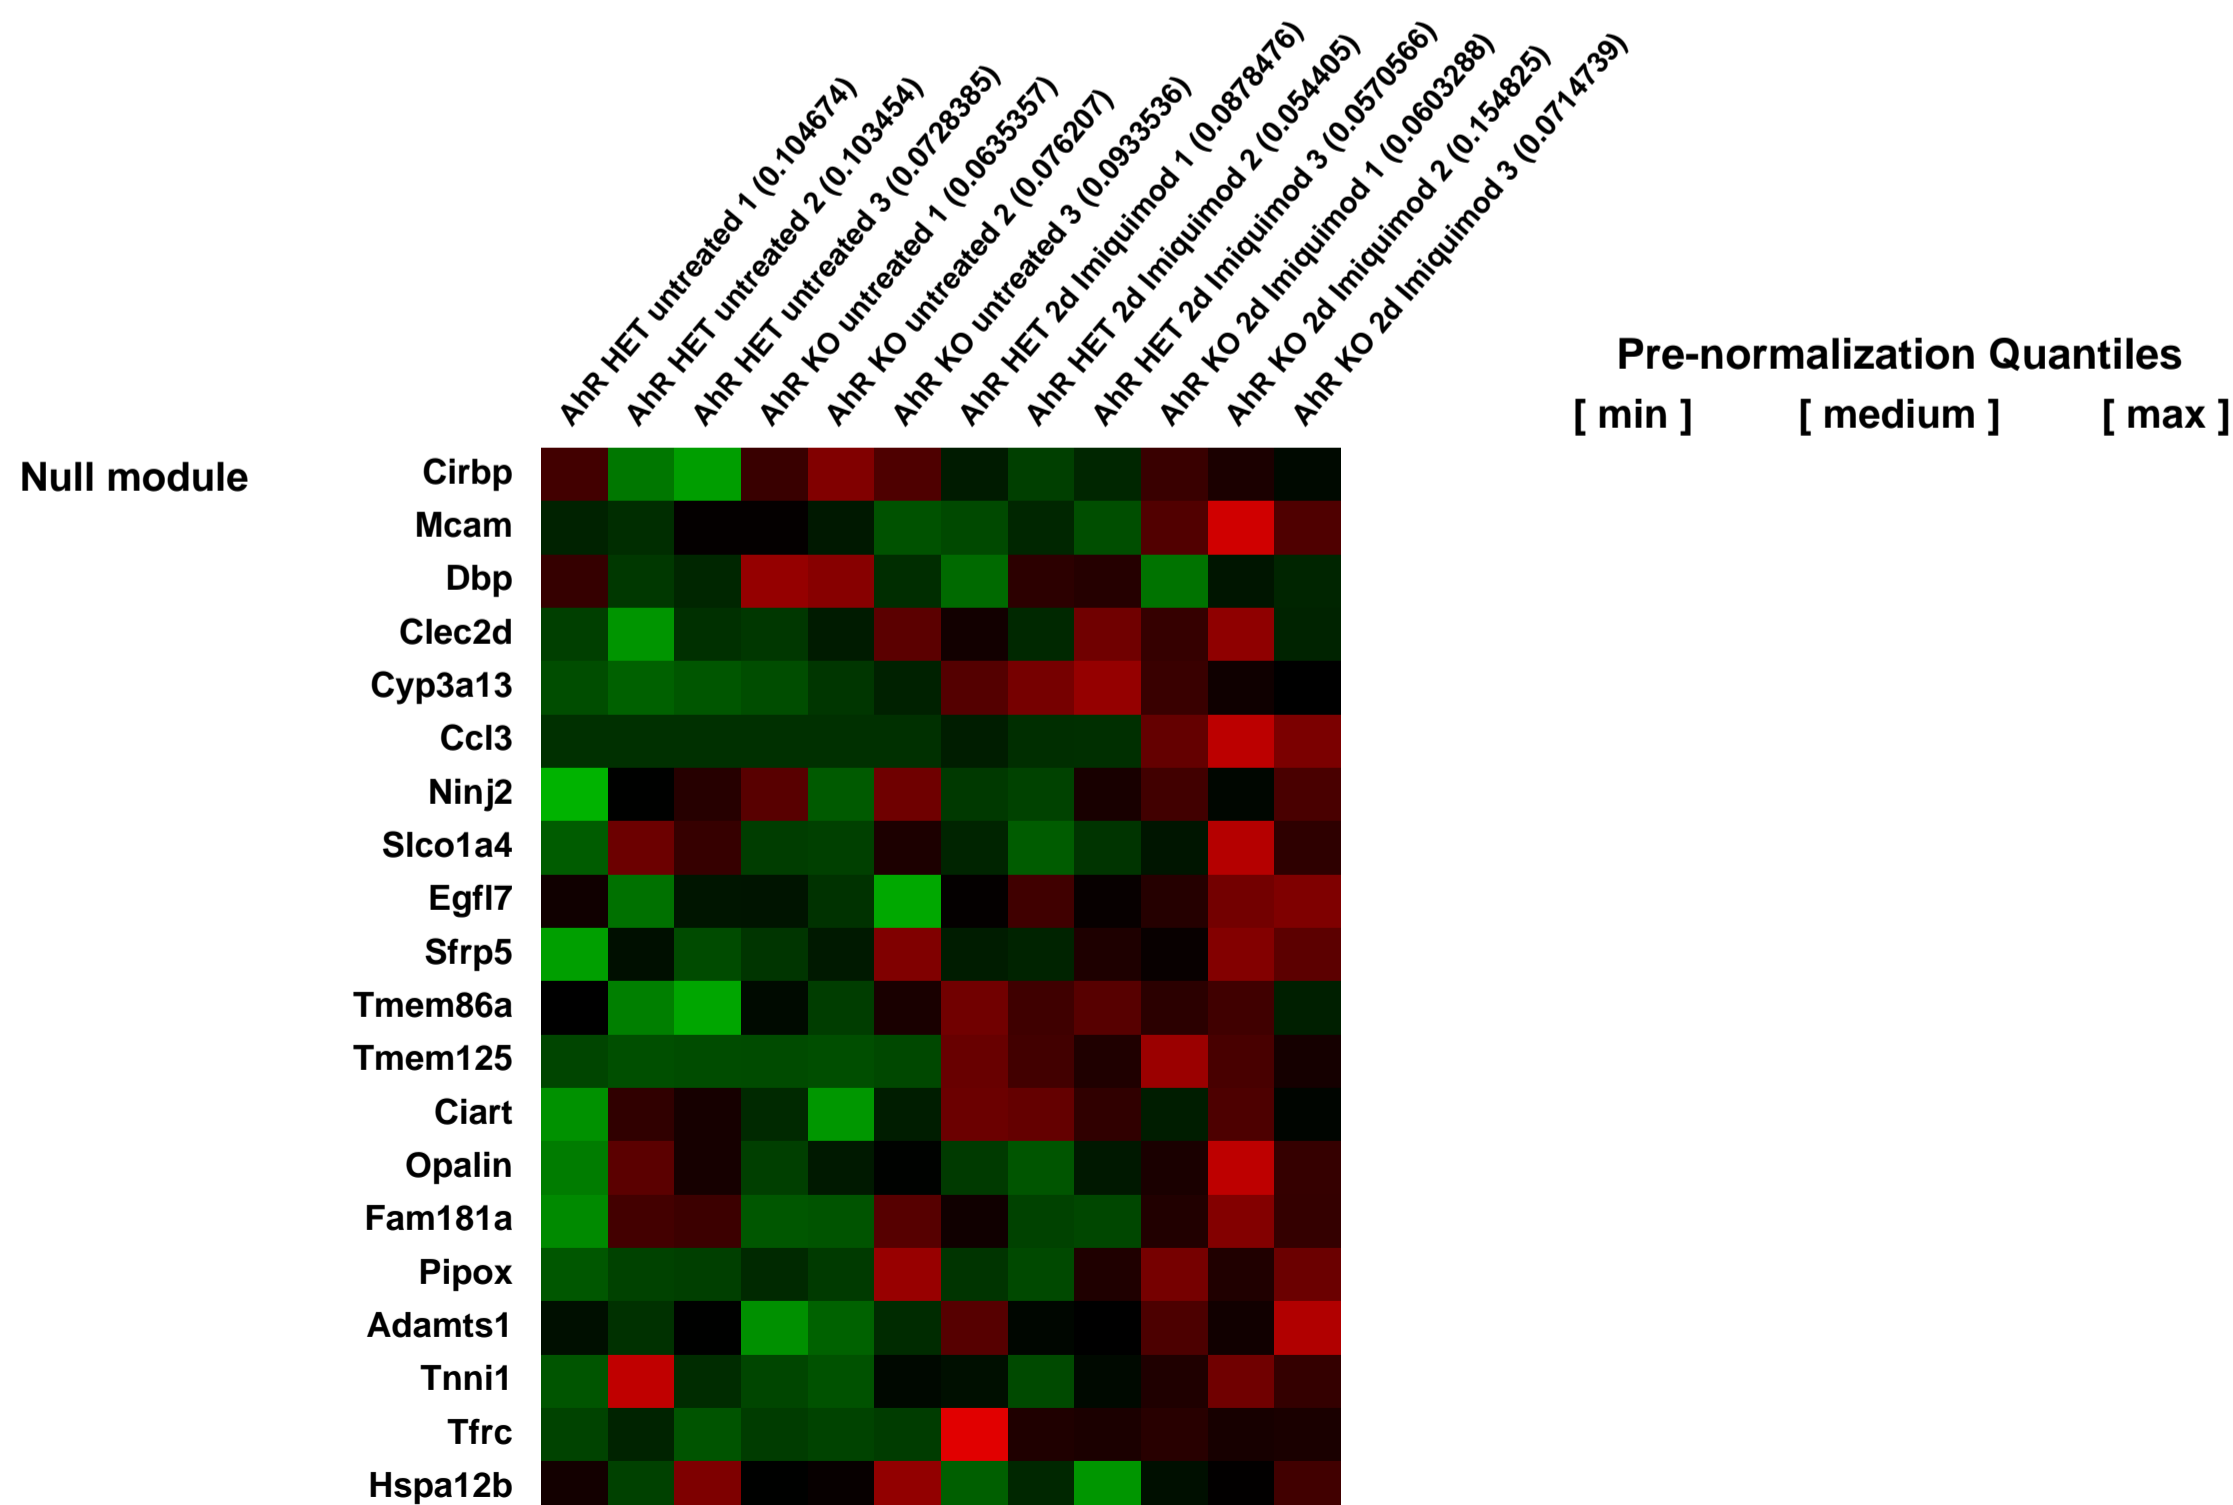 AhR HET untreated 1 (0.104674)
AhR HET untreated 2 (0.103454)
AhR HET untreated 3 (0.0728385)
AhR KO untreated 1 (0.0635357)
AhR KO untreated 2 (0.076207)
AhR KO untreated 3 (0.0933536)
AhR HET 2d Imiquimod 1 (0.0878476)
AhR HET 2d Imiquimod 2 (0.054405)
AhR HET 2d Imiquimod 3 (0.0570566)
AhR KO 2d Imiquimod 1 (0.0603288)
AhR KO 2d Imiquimod 2 (0.154825)
AhR KO 2d Imiquimod 3 (0.0714739)
Pre-normalization Quantiles
[ min ] [ medium ] [ max ]
Null module
Cirbp
Mcam
Dbp
Clec2d
Cyp3a13
Ccl3
Ninj2
Slco1a4
Egfl7
Sfrp5
Tmem86a
Tmem125
Ciart
Opalin
Fam181a
Pipox
Adamts1
Tnni1
Tfrc
Hspa12b